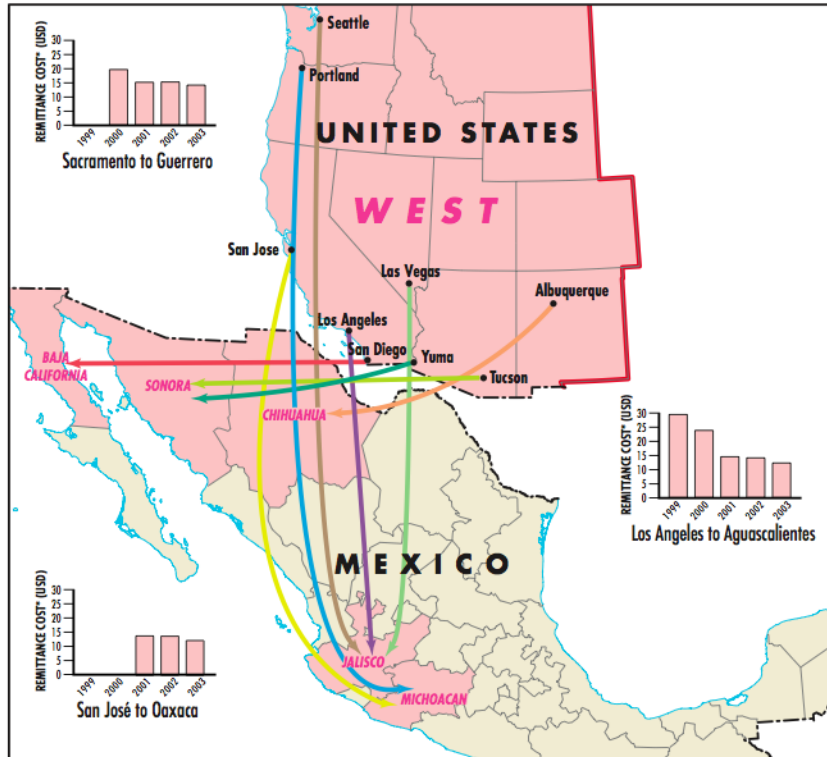 Seattle
Portland
REMITTANCE COST* (USD)
30
25
20
15
10
5
0
1999
2000
2001
2002
2003
Sacramento to Guerrero
UNITED STATES
WEST
San Jose
Las Vegas
Albuquerque
Los Angeles
San Diego
Yuma
Tucson
BAJA
CALIFORNIA
SONORA
CHIHUAHUA
REMITTANCE COST* (USD)
30
25
20
15
10
5
0
1999
2000
2001
2002
2003
Los Angeles to Aguascalientes
MEXICO
REMITTANCE COST* (USD)
30
25
20
15
10
5
0
1999
2000
2001
2002
2003
San José to Oaxaca
JALISCO
MICHOACAN